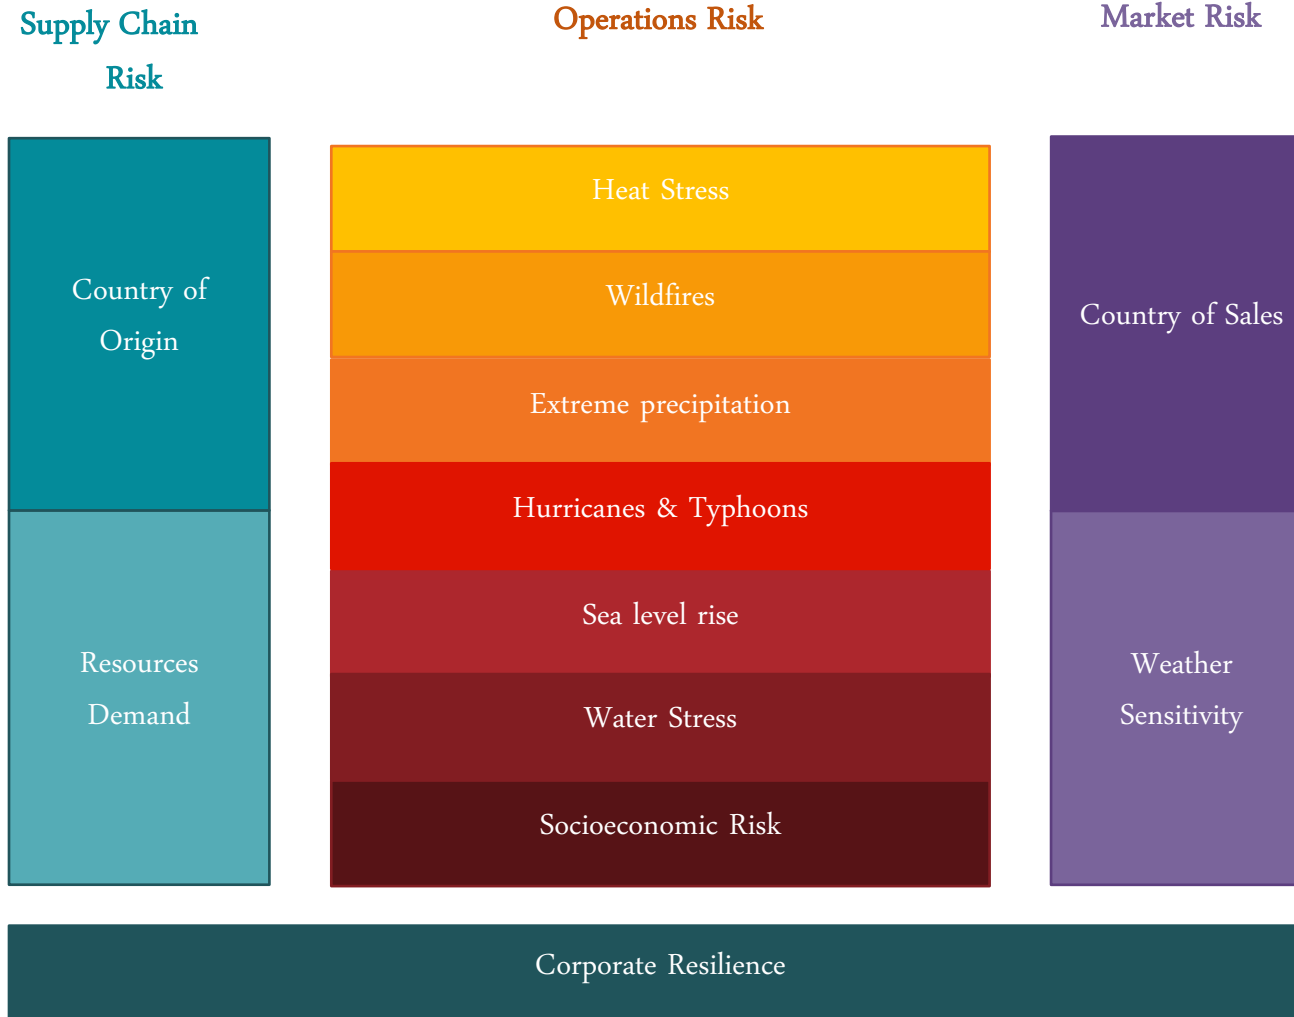 Supply Chain
Risk
Operations Risk
Market Risk
Country of
Origin
Resources
Demand
Heat Stress
Wildfires
Extreme precipitation
Hurricanes & Typhoons
Sea level rise
Water Stress
Socioeconomic Risk
Country of Sales
Weather
Sensitivity
Corporate Resilience